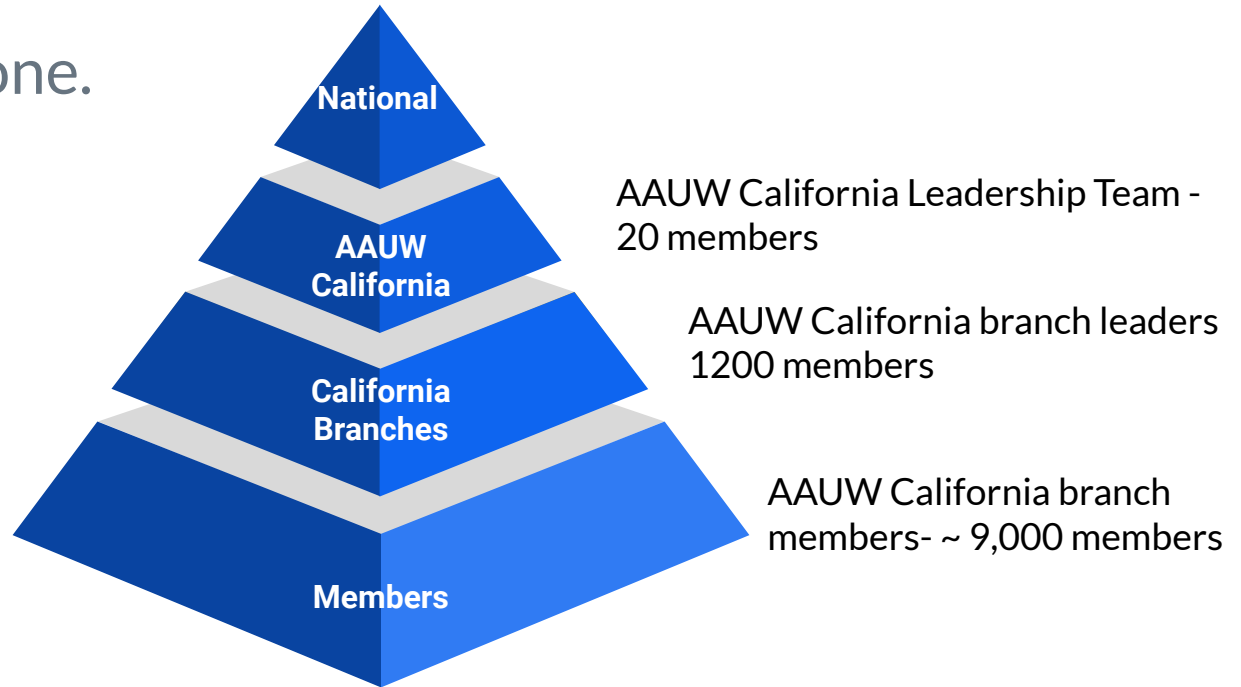 one.
National
AAUW California Leadership Team -
20 members
AAUW
California
AAUW California branch leaders
1200 members
California
Branches
AAUW California branch
members- ~ 9,000 members
Members